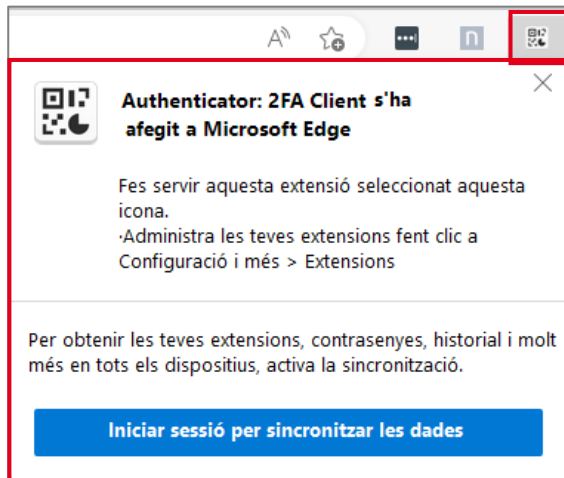 Authenticator: 2FA Client s'ha
afegit a Microsoft Edge
Fes servir aquesta extensió seleccionat aquesta
icona.
·Administra les teves extensions fent clic a
Configuració i més > Extensions
Per obtenir les teves extensions, contrasenyes, historial i molt
més en tots els dispositius, activa la sincronització.
Iniciar sessió per sincronitzar les dades